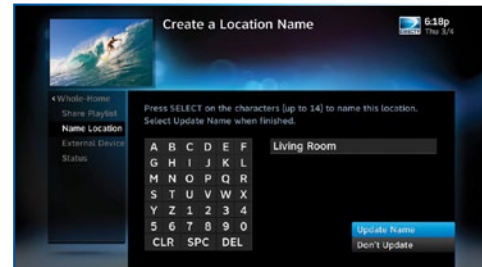 Create a Location Name
6:18p
DIRECTV
Thu 3/4
Whole-Home
Share Playlist
Name Location
External Device
Status
Press SELECT on the characters (up to 14) to name this location.
Select Update Name when finished.
A B C D E F
G H I J K L
M N O P Q R
S T U V W X
Y Z 1 2 3 4
5 6 7 8 9 0
CLR SPC DEL
Living Room
Update Name
Don't Update